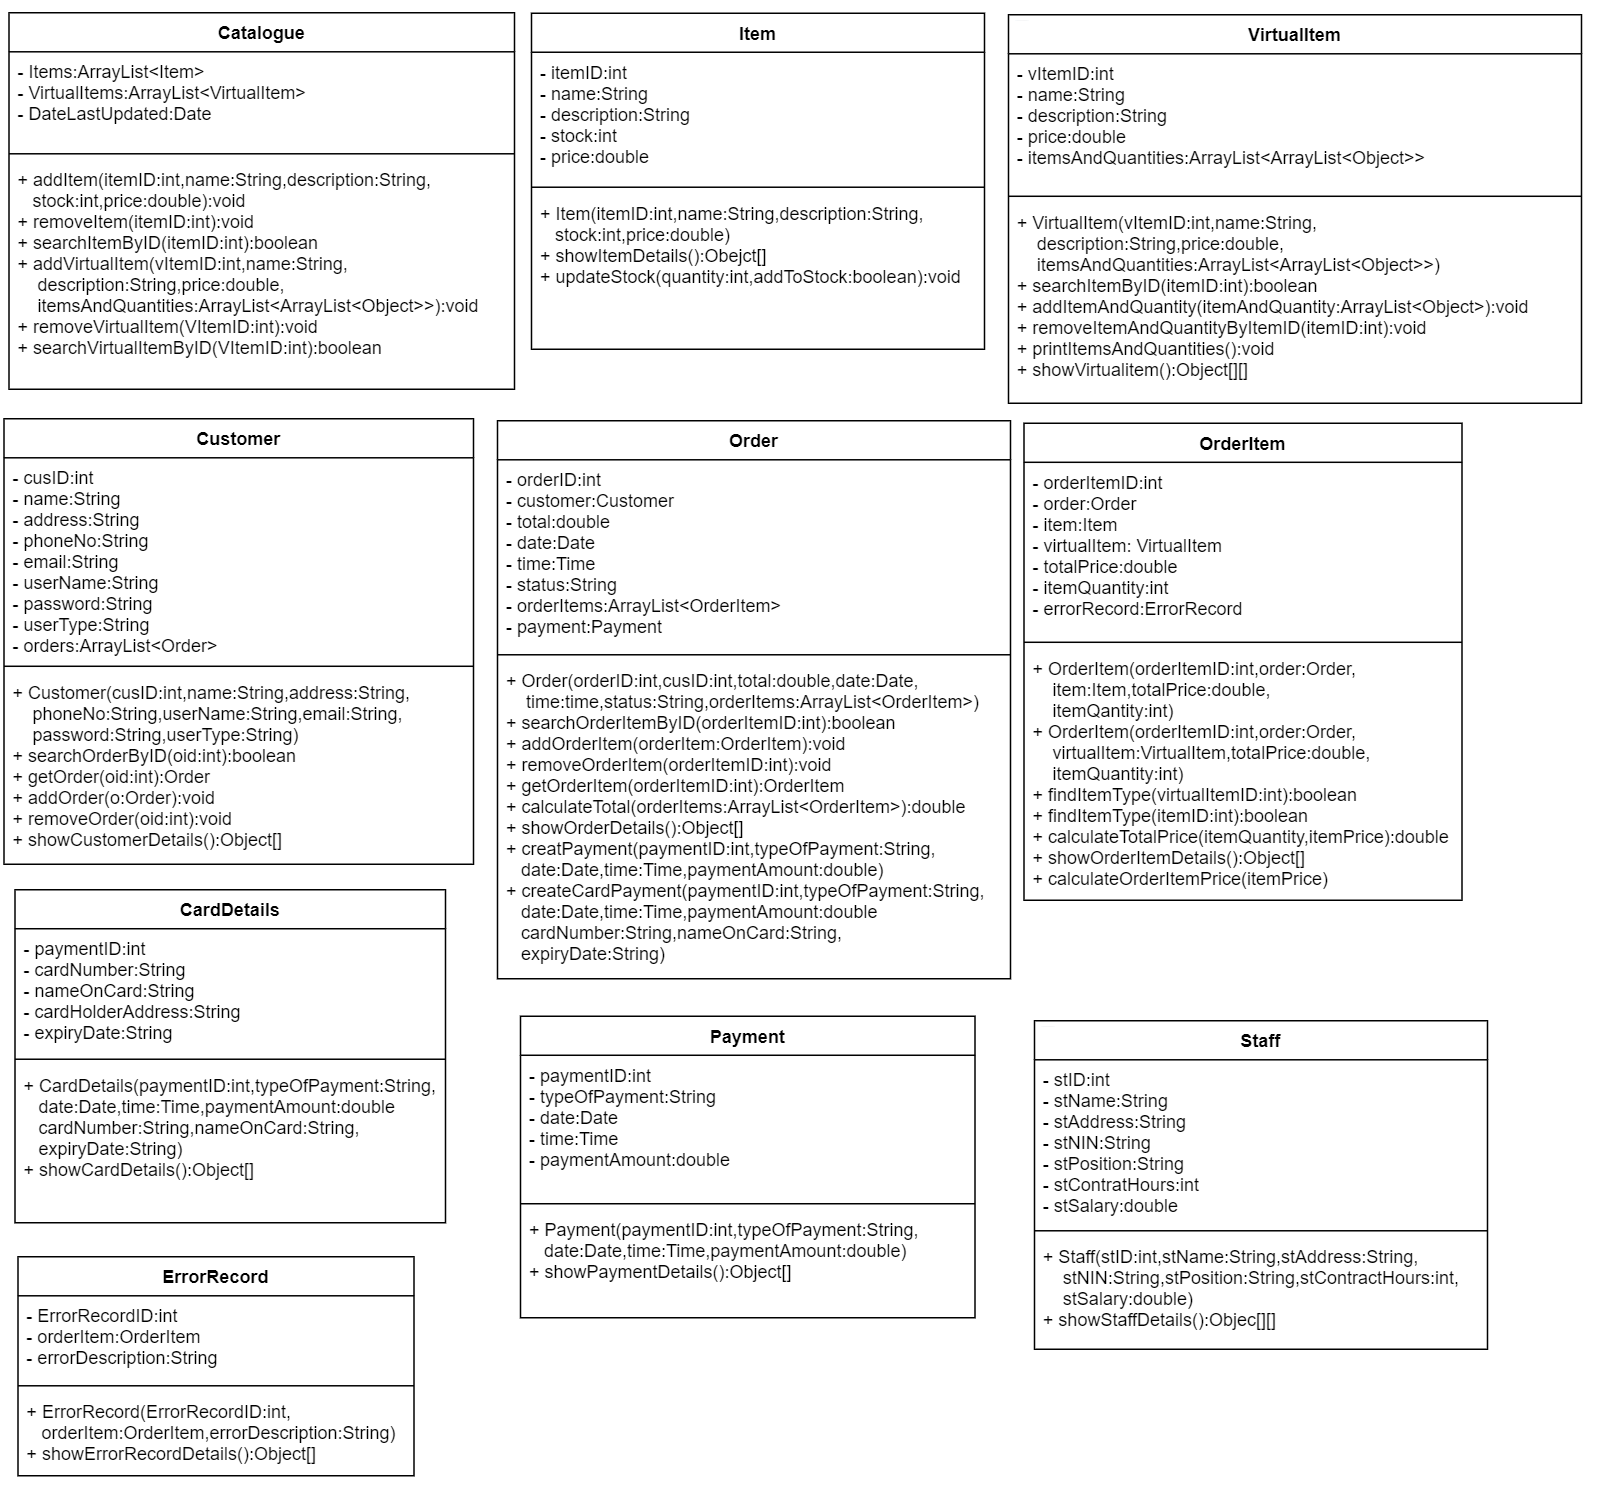 Catalogue
- Items:ArrayList<Item>
- VirtualItems:ArrayList<VirtualItem>
- DateLastUpdated:Date
+ addItem(itemID:int,name:String,description:String,
stock:int,price:double):void
+ removeItem(itemID:int):void
+ searchItemByID(itemID:int):boolean
+ addVirtualItem(vItemID:int,name:String,
description:String,price:double,
itemsAndQuantities:ArrayList<ArrayList<Object>>):void
+ removeVirtualItem(VItemID:int):void
+ searchVirtualItemByID(VItemID:int):boolean
Item
- itemID:int
- name:String
- description:String
- stock:int
- price:double
+ Item(itemID:int,name:String,description:String,
stock:int,price:double)
+ showItemDetails():Obejct[]
+ updateStock(quantity:int,addToStock:boolean):void
VirtualItem
- vItemID:int
- name:String
- description:String
- price:double
- itemsAndQuantities:ArrayList<ArrayList<Object>>
+ VirtualItem(vItemID:int,name:String,
description:String,price:double,
itemsAndQuantities:ArrayList<ArrayList<Object>>)
+ searchItemByID(itemID:int):boolean
+ addItemAndQuantity(itemAndQuantity:ArrayList<Object>):void
+ removeItemAndQuantityByItemID(itemID:int):void
+ printItemsAndQuantities():void
+ showVirtualitem():Object[][]
Customer
- cusID:int
- name:String
- address:String
- phoneNo:String
- email:String
- userName:String
- password:String
- userType:String
- orders:ArrayList<Order>
+ Customer(cusID:int,name:String,address:String,
phoneNo:String,userName:String,email:String,
password:String,userType:String)
+ searchOrderByID(oid:int):boolean
+ getOrder(oid:int):Order
+ addOrder(o:Order):void
+ removeOrder(oid:int):void
+ showCustomerDetails():Object[]
Order
- orderID:int
- customer:Customer
- total:double
- date:Date
- time:Time
- status:String
- orderItems:ArrayList<OrderItem>
- payment:Payment
+ Order(orderID:int,cusID:int,total:double,date:Date,
time:time,status:String,orderItems:ArrayList<OrderItem>)
+ searchOrderItemByID(orderItemID:int):boolean
+ addOrderItem(orderItem:OrderItem):void
+ removeOrderItem(orderItemID:int):void
+ getOrderItem(orderItemID:int):OrderItem
+ calculateTotal(orderItems:ArrayList<OrderItem>):double
+ showOrderDetails():Object[]
+ creatPayment(paymentID:int,typeOfPayment:String,
date:Date,time:Time,paymentAmount:double)
+ createCardPayment(paymentID:int,typeOfPayment:String,
date:Date,time:Time,paymentAmount:double
cardNumber:String,nameOnCard:String,
expiryDate:String)
OrderItem
- orderItemID:int
- order:Order
- item:Item
- virtualItem: VirtualItem
- totalPrice:double
- itemQuantity:int
- errorRecord:ErrorRecord
+ OrderItem(orderItemID:int,order:Order,
item:Item,totalPrice:double,
itemQantity:int)
+ OrderItem(orderItemID:int,order:Order,
virtualItem:VirtualItem,totalPrice:double,
itemQuantity:int)
+ findItemType(virtualItemID:int):boolean
+ findItemType(itemID:int):boolean
+ calculateTotalPrice(itemQuantity,itemPrice):double
+ showOrderItemDetails():Object[]
+ calculateOrderItemPrice(itemPrice)
CardDetails
- paymentID:int
- cardNumber:String
- nameOnCard:String
- cardHolderAddress:String
- expiryDate:String
+ CardDetails(paymentID:int,typeOfPayment:String,
date:Date,time:Time,paymentAmount:double
cardNumber:String,nameOnCard:String,
expiryDate:String)
+ showCardDetails():Object[]
Payment
- paymentID:int
- typeOfPayment:String
- date:Date
- time:Time
- paymentAmount:double
+ Payment(paymentID:int,typeOfPayment:String,
date:Date,time:Time,paymentAmount:double)
+ showPaymentDetails():Object[]
Staff
- stID:int
- stName:String
- stAddress:String
- stNIN:String
- stPosition:String
- stContratHours:int
- stSalary:double
+ Staff(stID:int,stName:String,stAddress:String,
stNIN:String,stPosition:String,stContractHours:int,
stSalary:double)
+ showStaffDetails():Objec[][]
ErrorRecord
- ErrorRecordID:int
- orderItem:OrderItem
- errorDescription:String
+ ErrorRecord(ErrorRecordID:int,
orderItem:OrderItem,errorDescription:String)
+ showErrorRecordDetails():Object[]